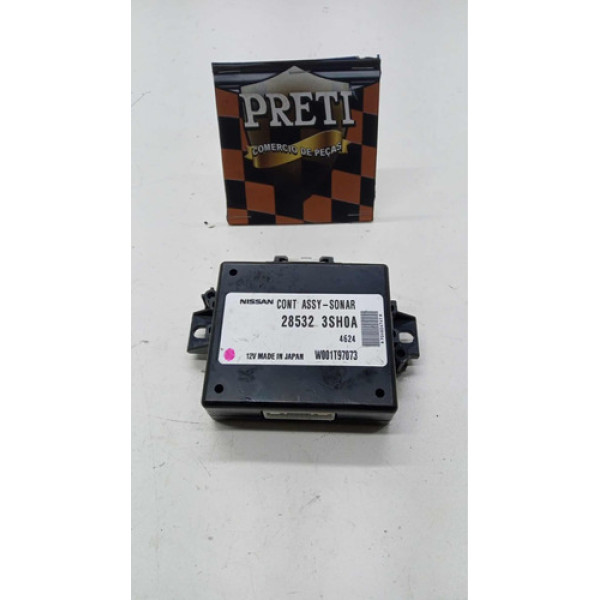 PRETI
COMERCIO DE PEÇAS
NISSAN CONT ASSY-SONAR
28532 3SH0A
4624
12V MADE IN JAPAN W001T97073